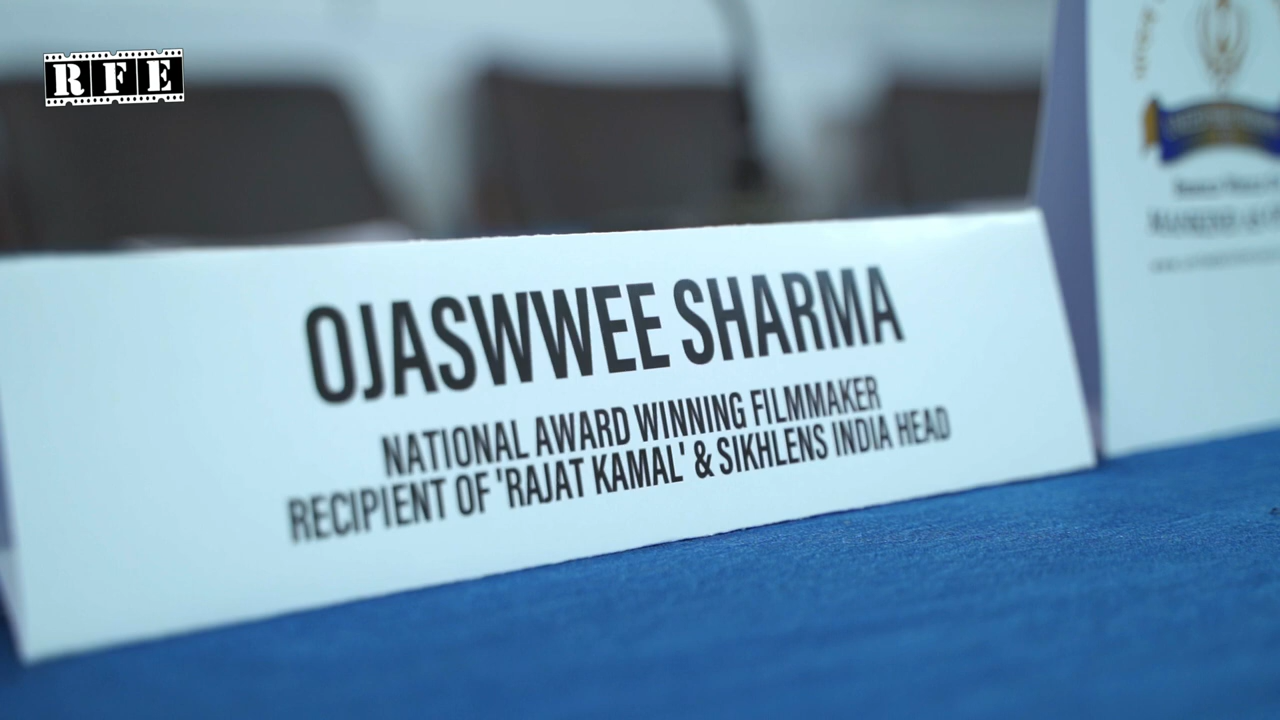 RFE
OJASWWEE SHARMA
NATIONAL AWARD WINNING FILMMAKER
RECIPIENT OF 'RAJAT KAMAL' & SIKHLENS INDIA HEAD